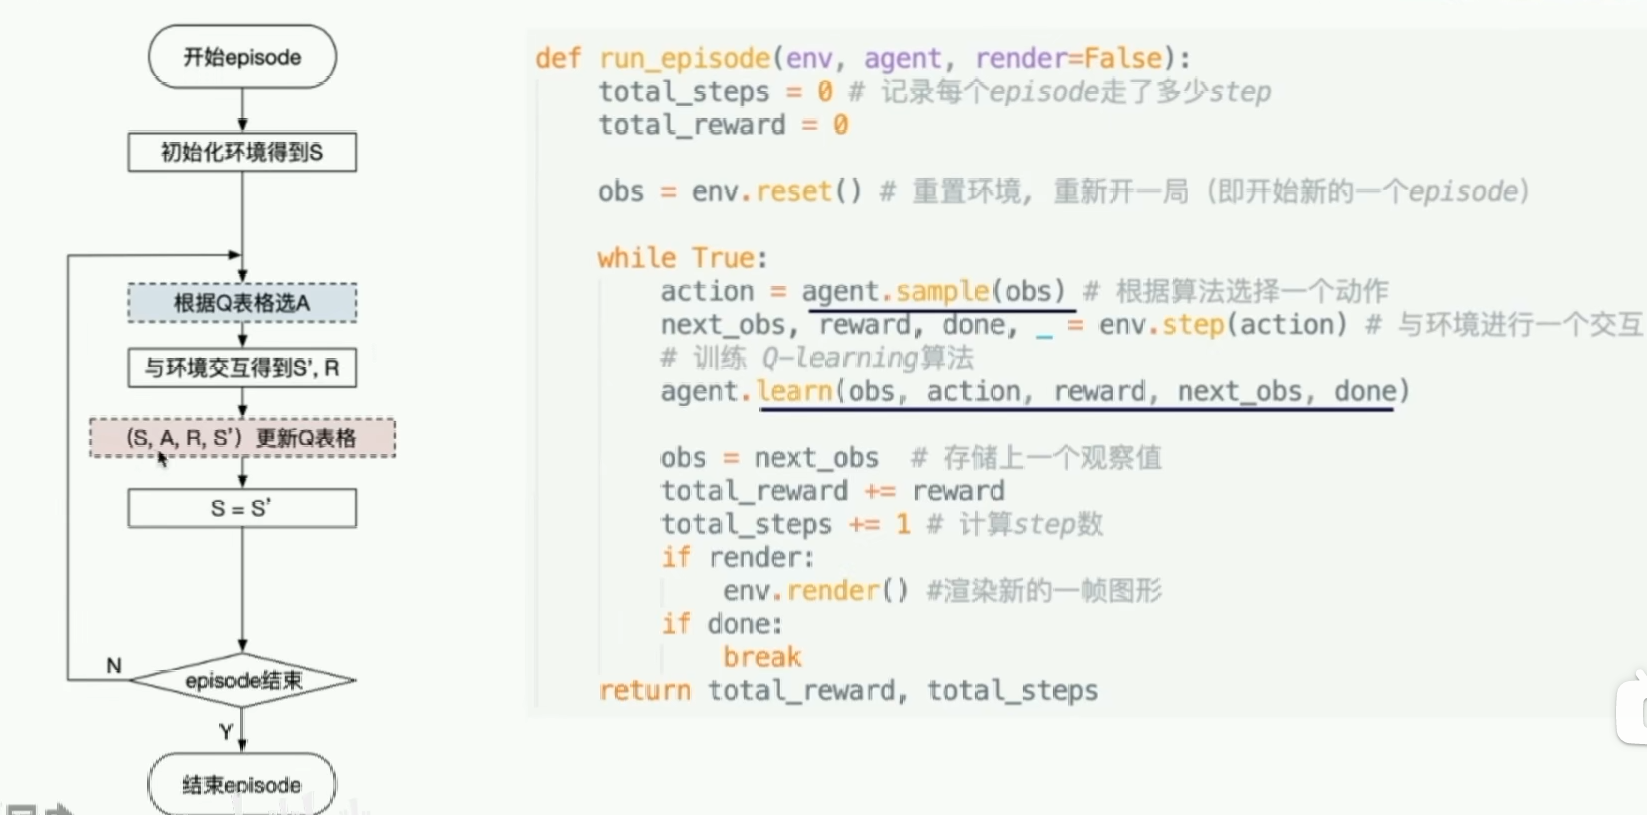 开始episode
初始化环境得到S
根据Q表格选A
与环境交互得到S', R
(S, A, R, S') 更新Q表格
S = S'
N
episode结束
Y
结束episode
def run_episode(env, agent, render=False):
    total_steps = 0 # 记录每个episode走了多少step
    total_reward = 0
    obs = env.reset() # 重置环境, 重新开一局（即开始新的一个episode）
    while True:
        action = agent.sample(obs) # 根据算法选择一个动作
        next_obs, reward, done, _ = env.step(action) # 与环境进行一个交互
        # 训练 Q-learning算法
        agent.learn(obs, action, reward, next_obs, done)
        obs = next_obs  # 存储上一个观察值
        total_reward += reward
        total_steps += 1 # 计算step数
        if render:
            env.render() #渲染新的一帧图形
        if done:
            break
    return total_reward, total_steps